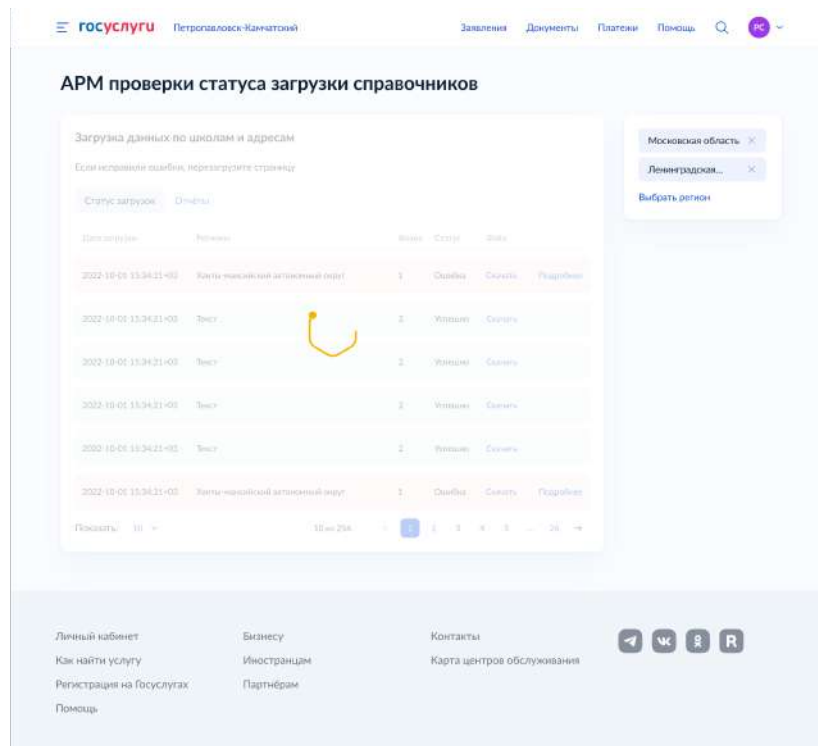 госуслуги Петропавловск-Камчатский Заявления Документы Платежи Помощь РС
АРМ проверки статуса загрузки справочников
Загрузка данных по школам и адресам
Если исправили ошибки, перезагрузите страницу
Статус загрузок Отчёты
Дата загрузки Регион Статус Файл
2022-10-01 15:34:21+03 Ханты-мансийский автономный округ 1 Ошибка Скачать Подробнее
2022-10-01 15:34:21+03 Текст 2 Успешно Скачать
2022-10-01 15:34:21+03 Текст 2 Успешно Скачать
2022-10-01 15:34:21+03 Текст 2 Успешно Скачать
2022-10-01 15:34:21+03 Текст 2 Успешно Скачать
2022-10-01 15:34:21+03 Ханты-мансийский автономный округ 1 Ошибка Скачать Подробнее
Показать 10 10 из 254 1 2 3 4 5 ... 26 →
Московская область ×
Ленинградская... ×
Выбрать регион
Личный кабинет Бизнесу Контакты
Как найти услугу Иностранцам Карта центров обслуживания
Регистрация на Госуслугах Партнёрам
Помощь